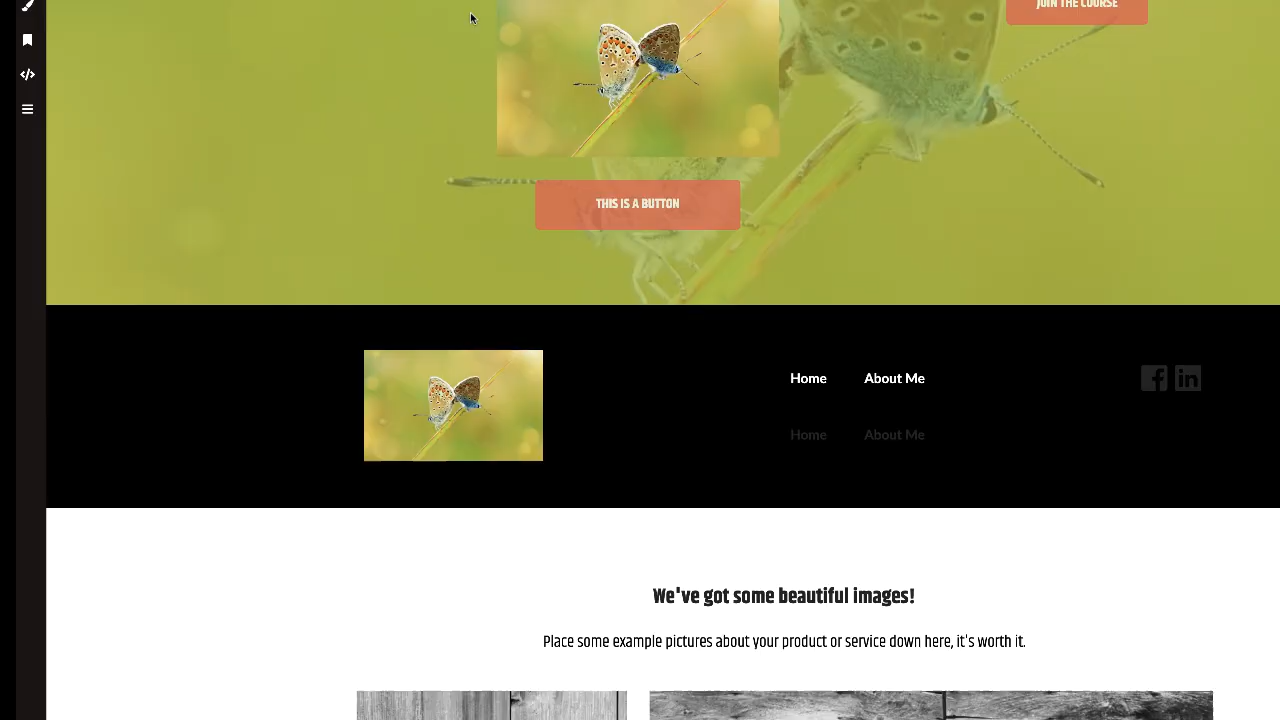 JOIN THE COURSE
THIS IS A BUTTON
Home About Me
Home About Me
We've got some beautiful images!
Place some example pictures about your product or service down here, it's worth it.